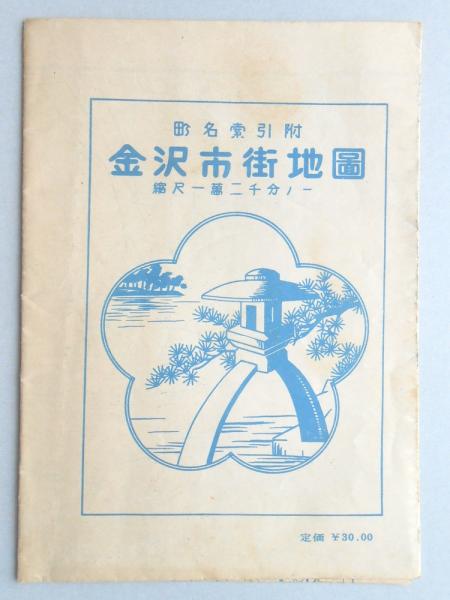 町名索引附
金沢市街地圖
縮尺一萬二千分ノ一
定価 ¥30.00